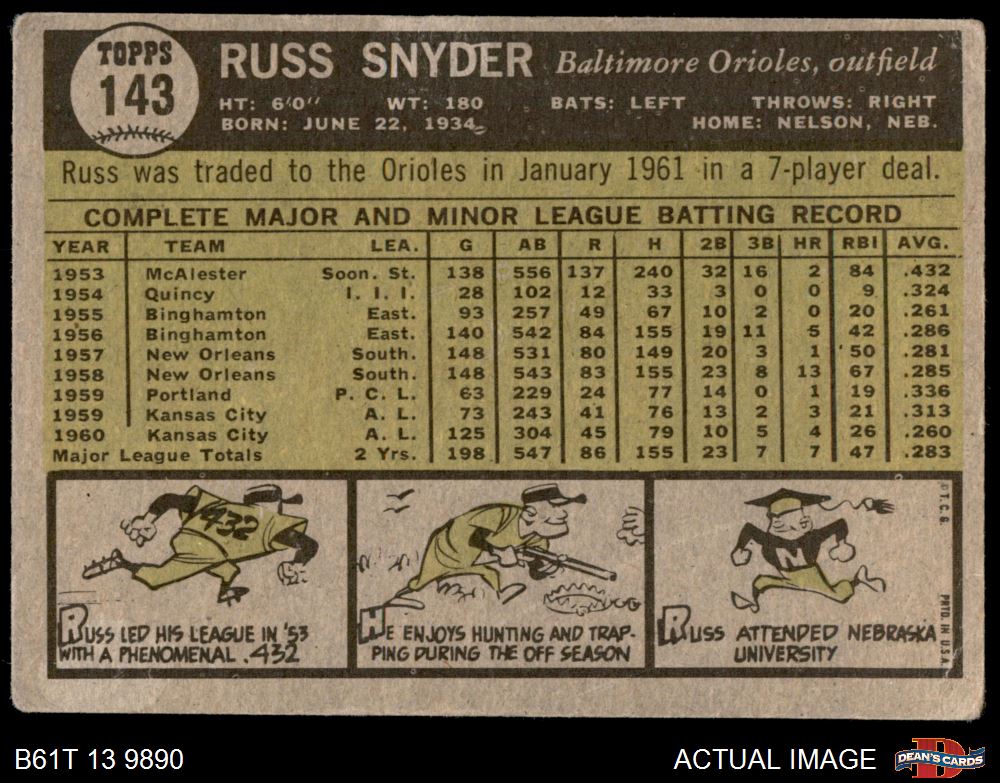 TOPPS
143
RUSS SNYDER Baltimore Orioles, outfield
HT: 6'0" WT: 180 BATS: LEFT THROWS: RIGHT
BORN: JUNE 22, 1934 HOME: NELSON, NEB.
Russ was traded to the Orioles in January 1961 in a 7-player deal.
COMPLETE MAJOR AND MINOR LEAGUE BATTING RECORD
YEAR TEAM LEA. G AB R H 2B 3B HR RBI AVG.
1953 McAlester Soon. St. 138 556 137 240 32 16 2 84 .432
1954 Quincy I. I. I. 28 102 12 33 3 0 0 9 .324
1955 Binghamton East. 93 257 49 67 10 2 0 20 .261
1956 Binghamton East. 140 542 84 155 19 11 5 42 .286
1957 New Orleans South. 148 531 80 149 20 3 1 50 .281
1958 New Orleans South. 148 543 83 155 23 8 13 67 .285
1959 Portland P. C. L. 63 229 24 77 14 0 1 19 .336
1959 Kansas City A. L. 73 243 41 76 13 2 3 21 .313
1960 Kansas City A. L. 125 304 45 79 10 5 4 26 .260
Major League Totals 2 Yrs. 198 547 86 155 23 7 7 47 .283
432
RUSS LED HIS LEAGUE IN '53
WITH A PHENOMENAL .432
HE ENJOYS HUNTING AND TRAP-
PING DURING THE OFF SEASON
N
RUSS ATTENDED NEBRASKA
UNIVERSITY
© T. C. G.
PRTD. IN U.S.A.
B61T 13 9890
ACTUAL IMAGE
D
DEAN'S CARDS